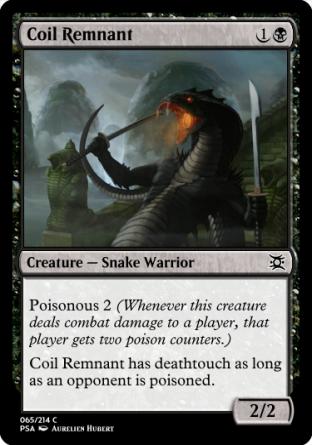 Coil Remnant 1
Creature — Snake Warrior
Poisonous 2 (Whenever this creature
deals combat damage to a player, that
player gets two poison counters.)
Coil Remnant has deathtouch as long
as an opponent is poisoned.
2/2
065/214 C
PSA Aurelien Hubert